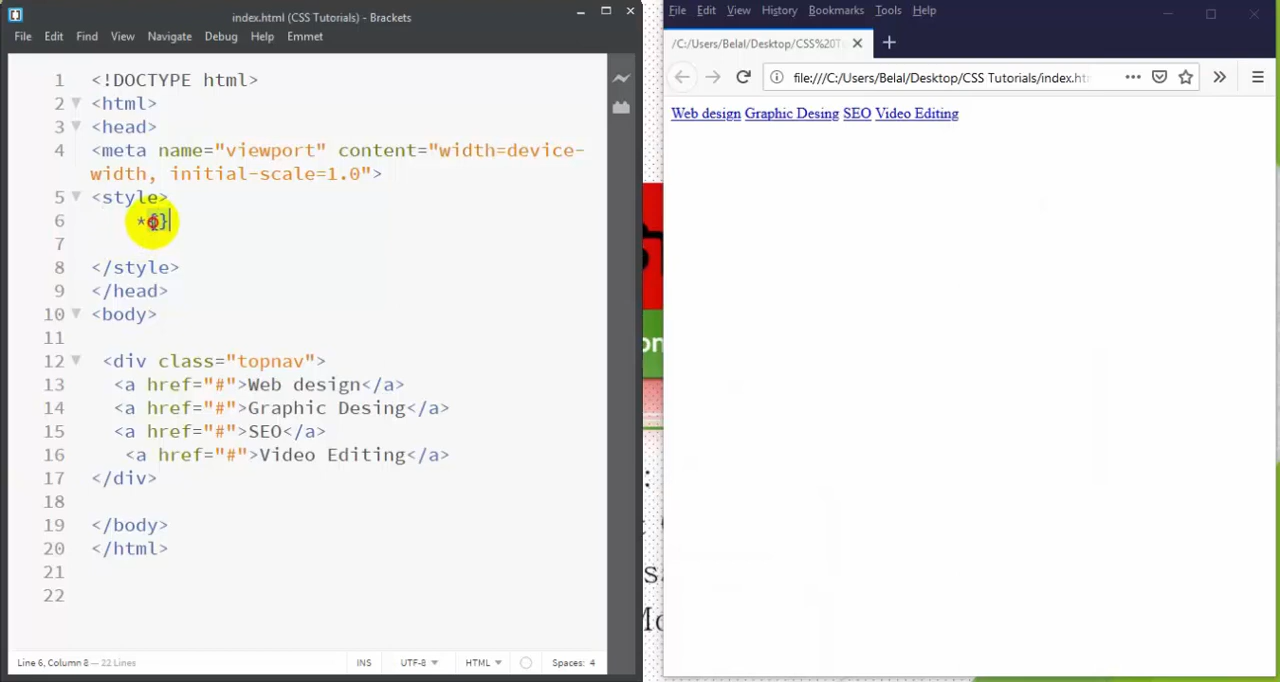 index.html (CSS Tutorials) - Brackets
File Edit Find View Navigate Debug Help Emmet
1 <!DOCTYPE html>
2 <html>
3 <head>
4 <meta name="viewport" content="width=device-
width, initial-scale=1.0">
5 <style>
6 *{}
7
8 </style>
9 </head>
10 <body>
11
12 <div class="topnav">
13 <a href="#">Web design</a>
14 <a href="#">Graphic Desing</a>
15 <a href="#">SEO</a>
16 <a href="#">Video Editing</a>
17 </div>
18
19 </body>
20 </html>
21
22
Line 6, Column 8 — 22 Lines
INS UTF-8 HTML Spaces: 4
File Edit View History Bookmarks Tools Help
/C:/Users/Belal/Desktop/CSS%20T
file:///C:/Users/Belal/Desktop/CSS Tutorials/index.ht
Web design Graphic Desing SEO Video Editing